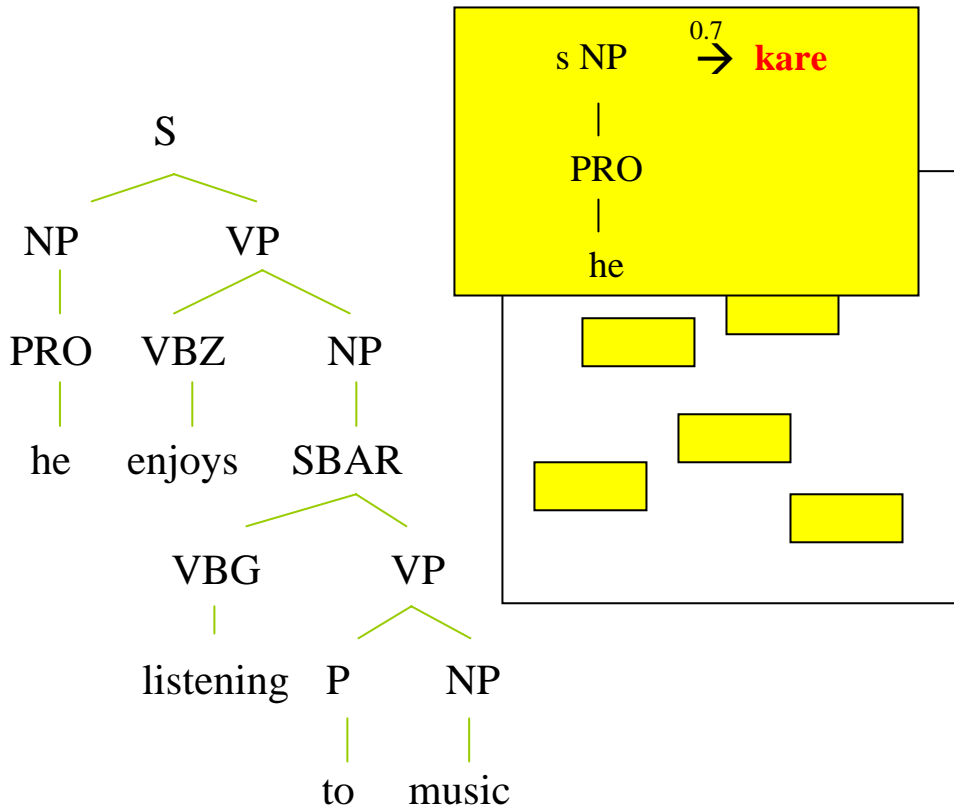 S
NP VP
PRO VBZ NP
he enjoys SBAR
VBG VP
listening P NP
to music
0.7
s NP → kare
PRO
he